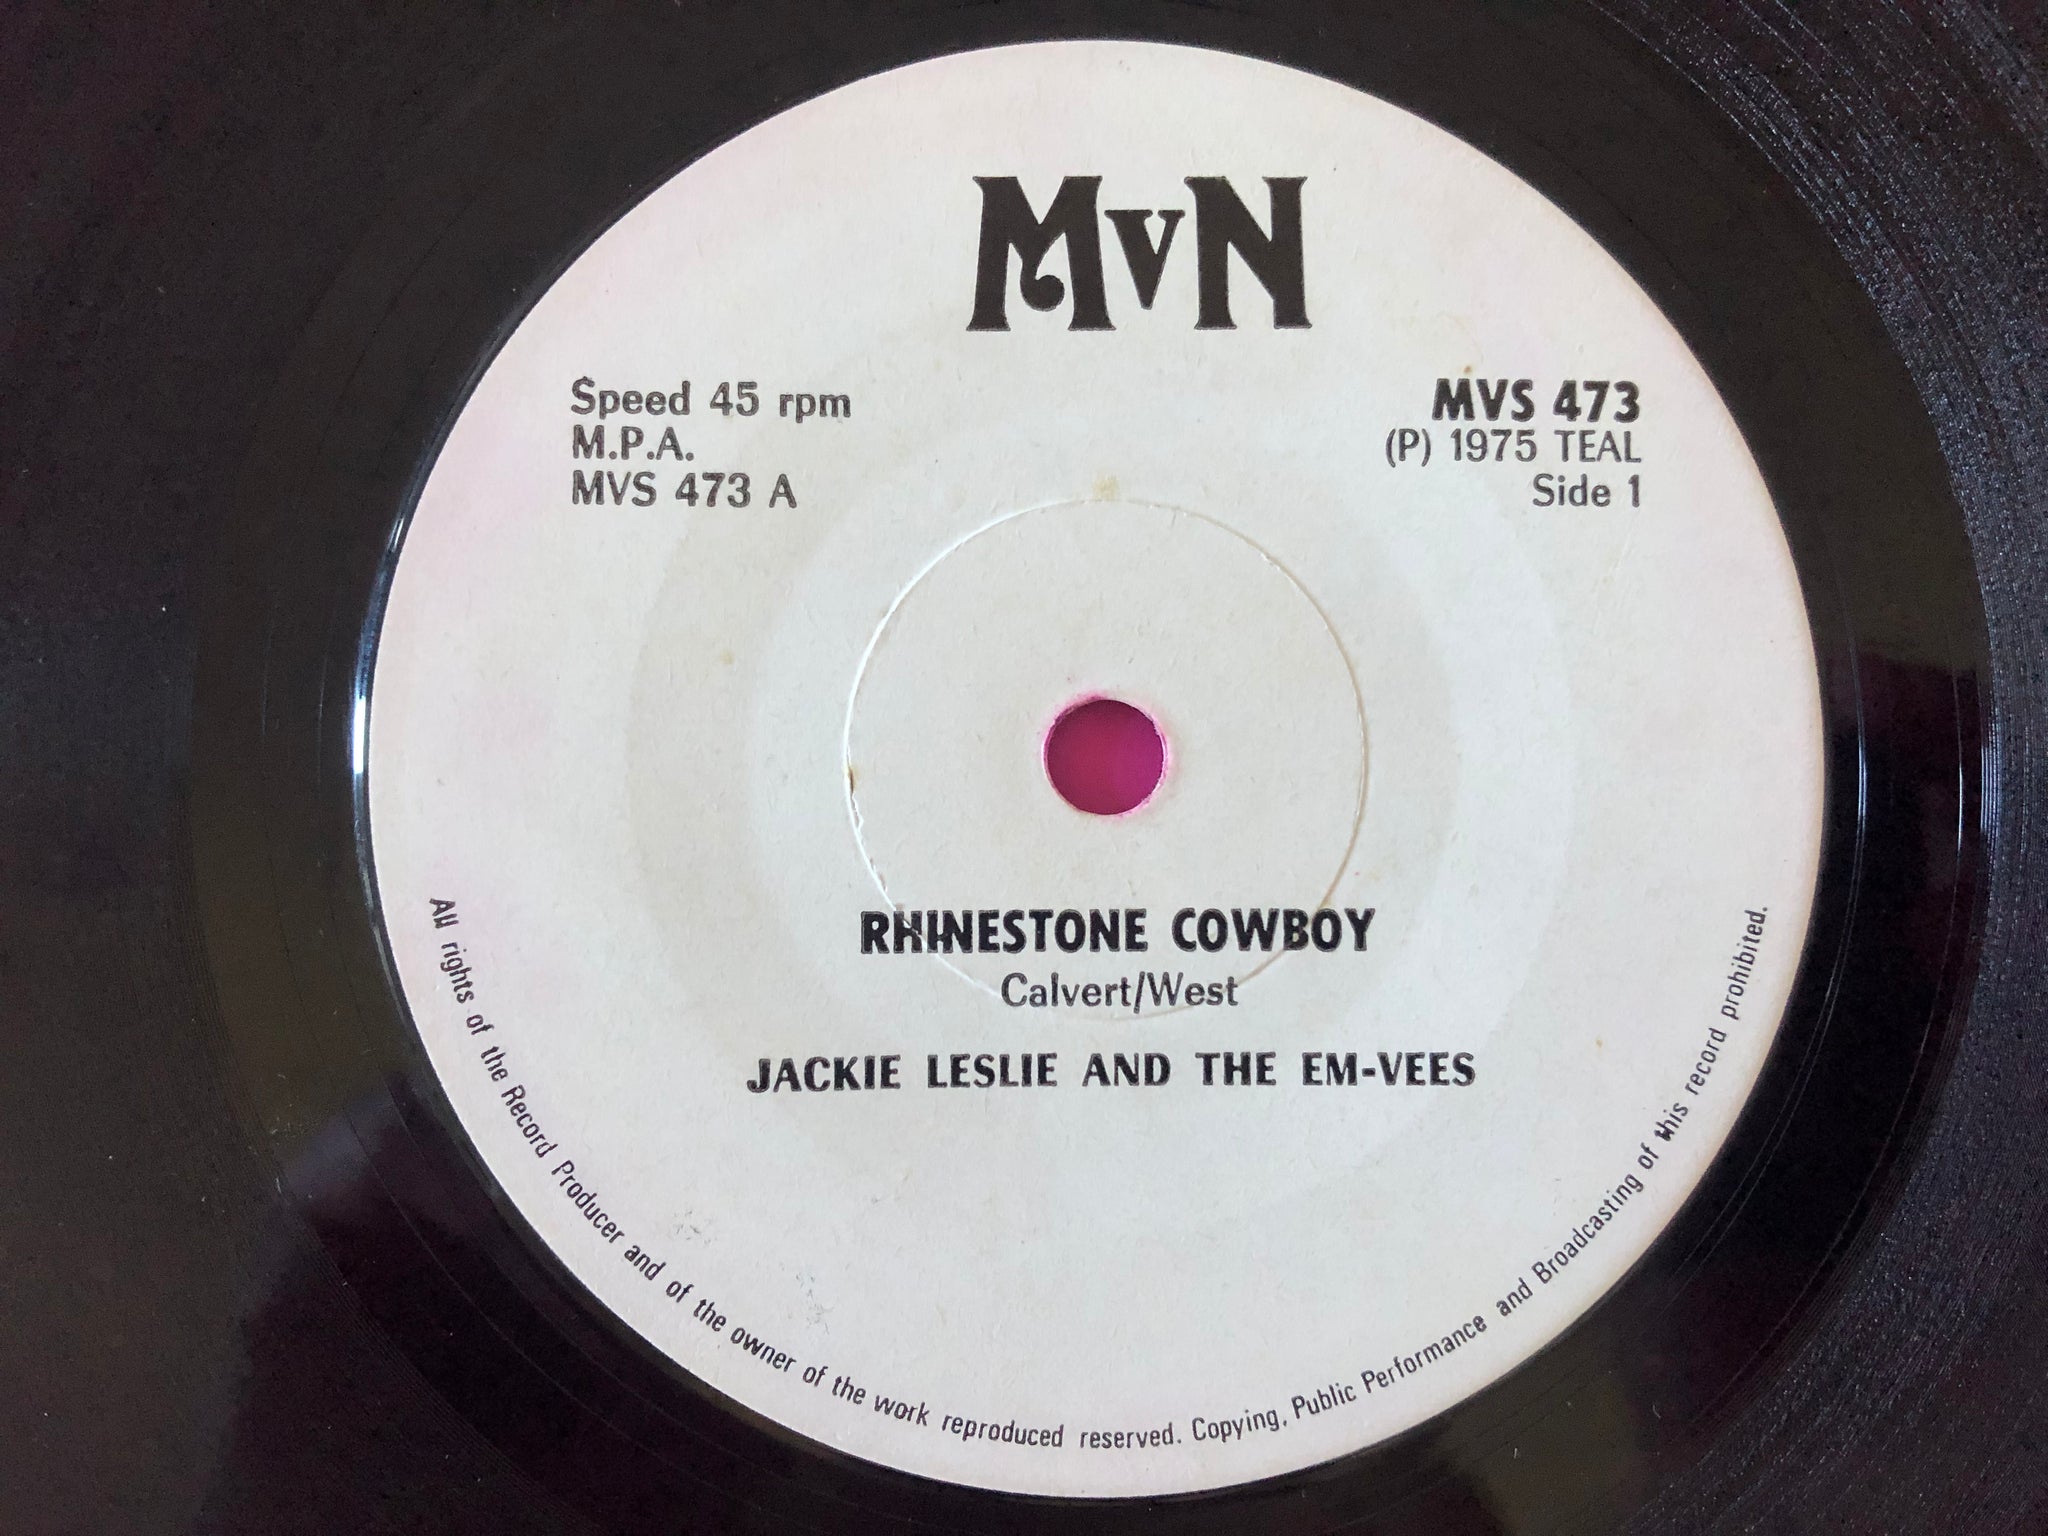 MVN
Speed 45 rpm
M.P.A.
MVS 473 A
MVS 473
(P) 1975 TEAL
Side 1
RHINESTONE COWBOY
Calvert/West
JACKIE LESLIE AND THE EM-VEES
All rights of the Record Producer and of the owner of the work reproduced reserved. Copying, Public Performance and Broadcasting of this record prohibited.